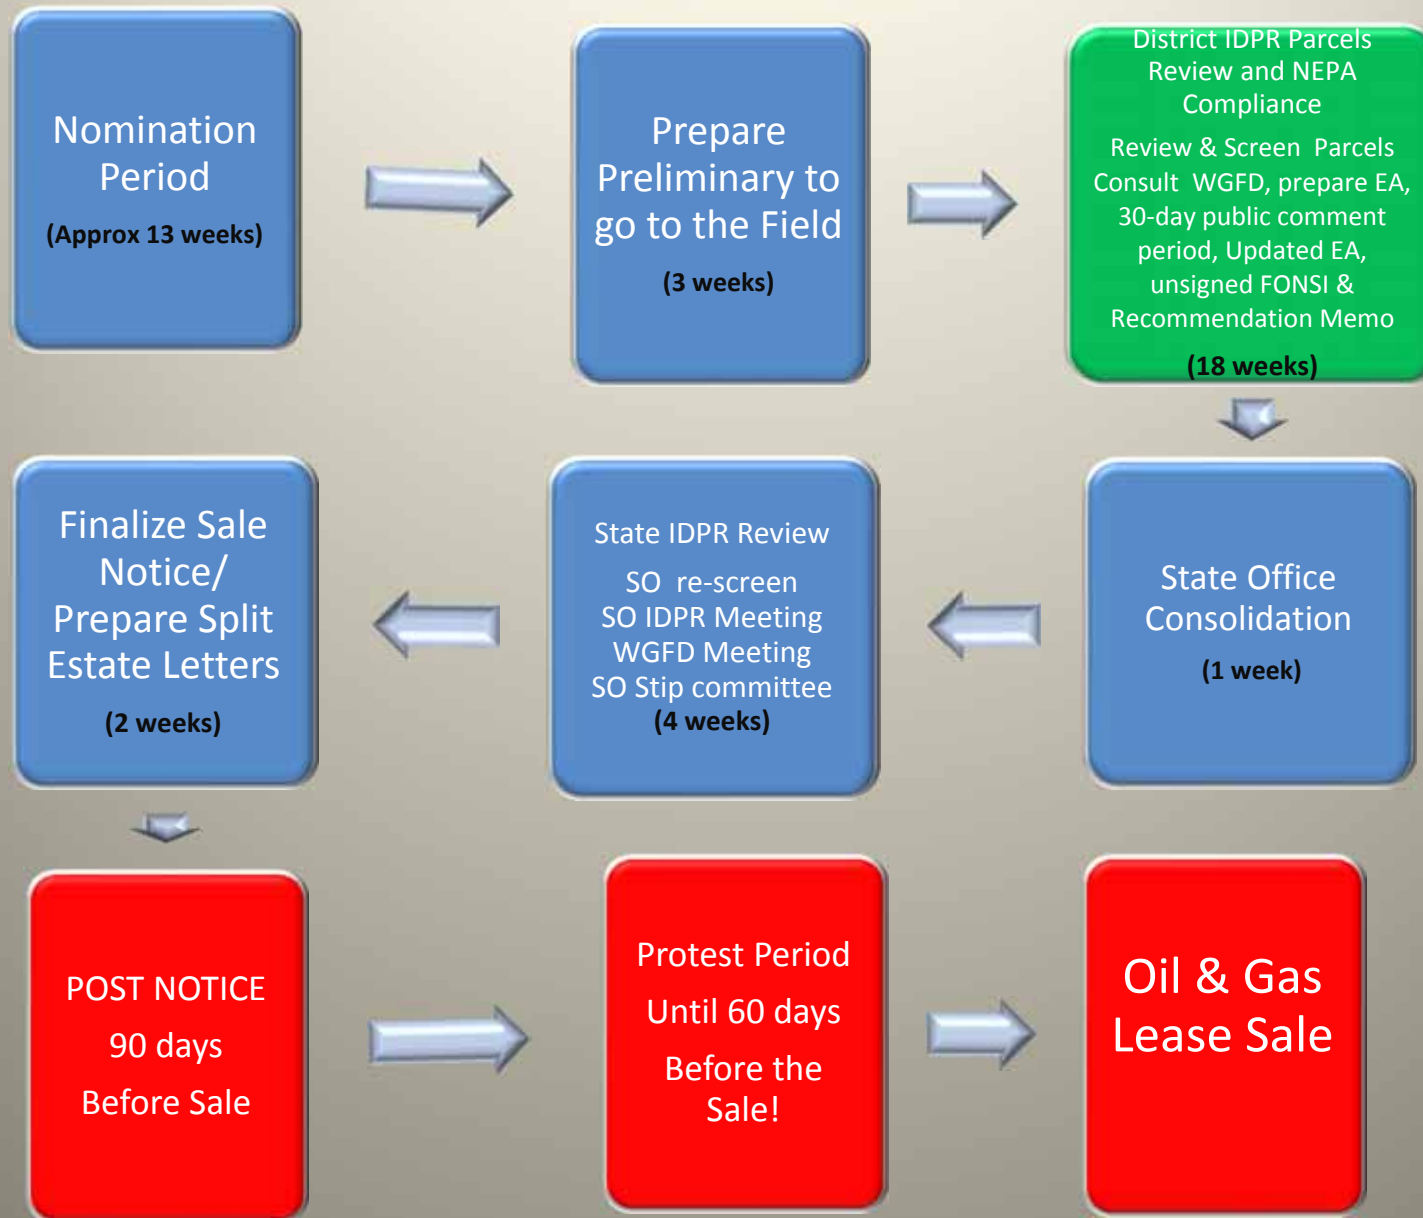 Nomination
Period
(Approx 13 weeks)
Prepare
Preliminary to
go to the Field
(3 weeks)
District IDPR Parcels
Review and NEPA
Compliance
Review & Screen Parcels
Consult WGFD, prepare EA,
30-day public comment
period, Updated EA,
unsigned FONSI &
Recommendation Memo
(18 weeks)
State Office
Consolidation
(1 week)
State IDPR Review
SO re-screen
SO IDPR Meeting
WGFD Meeting
SO Stip committee
(4 weeks)
Finalize Sale
Notice/
Prepare Split
Estate Letters
(2 weeks)
POST NOTICE
90 days
Before Sale
Protest Period
Until 60 days
Before the
Sale!
Oil & Gas
Lease Sale